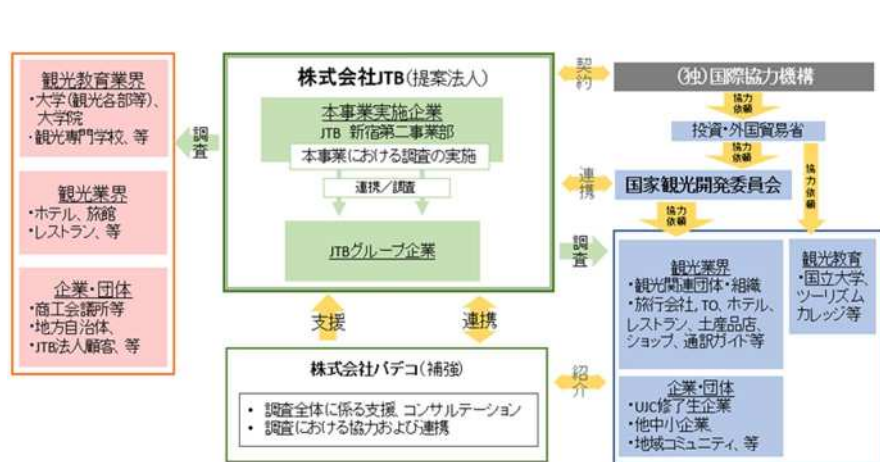 観光教育業界
・大学(観光各部等)、
大学院
・観光専門学校、等
観光業界
・ホテル、旅館
・レストラン、等
企業・団体
・商工会議所等
・地方自治体、
・JTB法人顧客、等
調査
株式会社JTB(提案法人)
本事業実施企業
JTB 新宿第二事業部
本事業における調査の実施
連携/調査
JTBグループ企業
支援
連携
株式会社パデコ(補強)
• 調査全体に係る支援、コンサルテーション
• 調査における協力および連携
契約
連携
調査
紹介
(独)国際協力機構
協力
依頼
投資・外国貿易省
協力
依頼
国家観光開発委員会
協力
依頼
協力依頼
観光業界
・観光関連団体・組織
・旅行会社、TO、ホテル、
レストラン、土産品店、
ショップ、通訳ガイド等
観光教育
・国立大学、
ツーリズム
カレッジ等
企業・団体
・UJC修了生企業
・他中小企業、
・地域コミュニティ、等